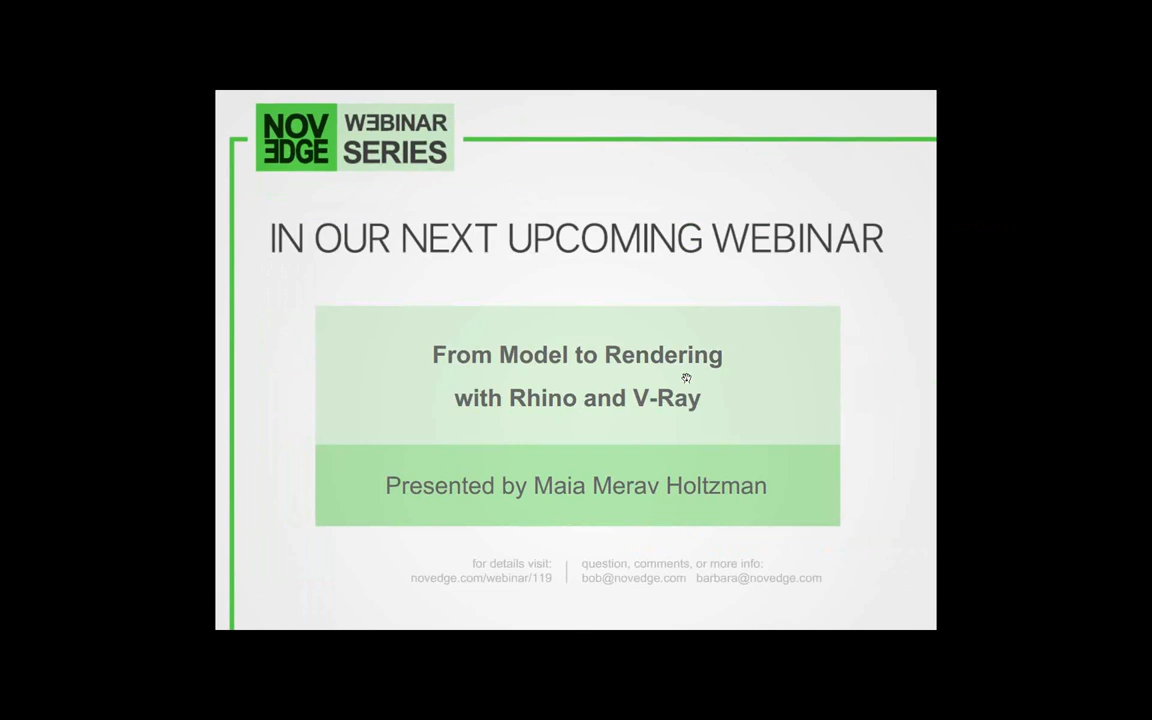 NOV
EDGE
WEBINAR
SERIES
IN OUR NEXT UPCOMING WEBINAR
From Model to Rendering
with Rhino and V-Ray
Presented by Maia Merav Holtzman
for details visit:
novedge.com/webinar/119
question, comments, or more info:
bob@novedge.com barbara@novedge.com